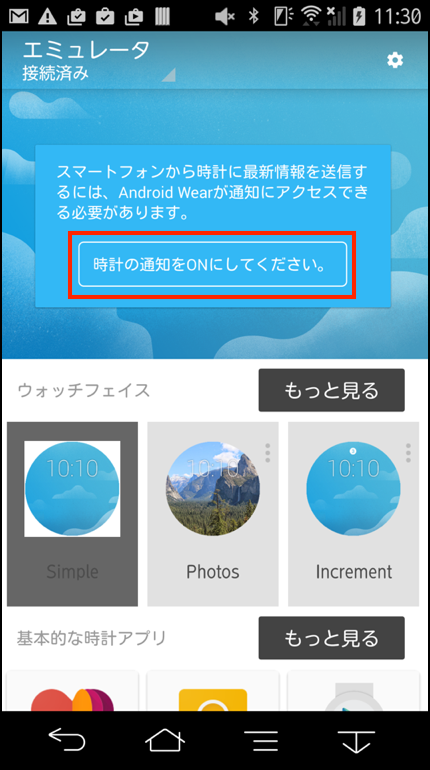 11:30
エミュレータ
接続済み
スマートフォンから時計に最新情報を送信す
るには、Android Wearが通知にアクセスでき
る必要があります。
時計の通知をONにしてください。
ウォッチフェイス
もっと見る
10:10
10:10
10:10
Simple
Photos
Increment
基本的な時計アプリ
もっと見る